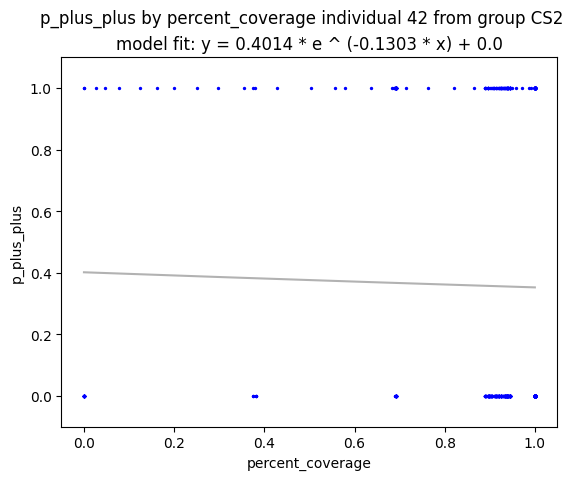 p_plus_plus by percent_coverage individual 42 from group CS2
model fit: y = 0.4014 * e ^ (-0.1303 * x) + 0.0
1.0
0.8
0.6
0.4
0.2
0.0
p_plus_plus
0.0 0.2 0.4 0.6 0.8 1.0
percent_coverage